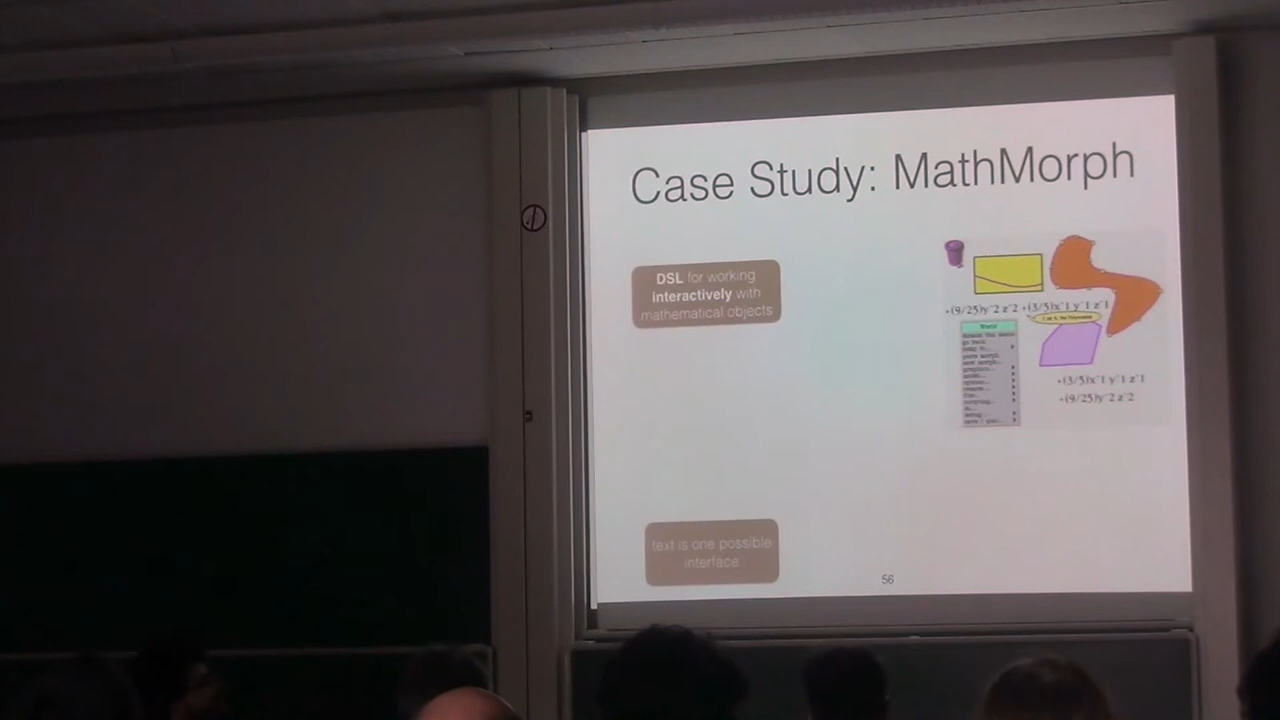 Case Study: MathMorph
DSL for working
interactively with
mathematical objects
+(9/25)y^2 z^2 +(3/5)x^1 y^1 z^1
World
+(3/5)x^1 y^1 z^1
+(9/25)y^2 z^2
text is one possible
interface
56